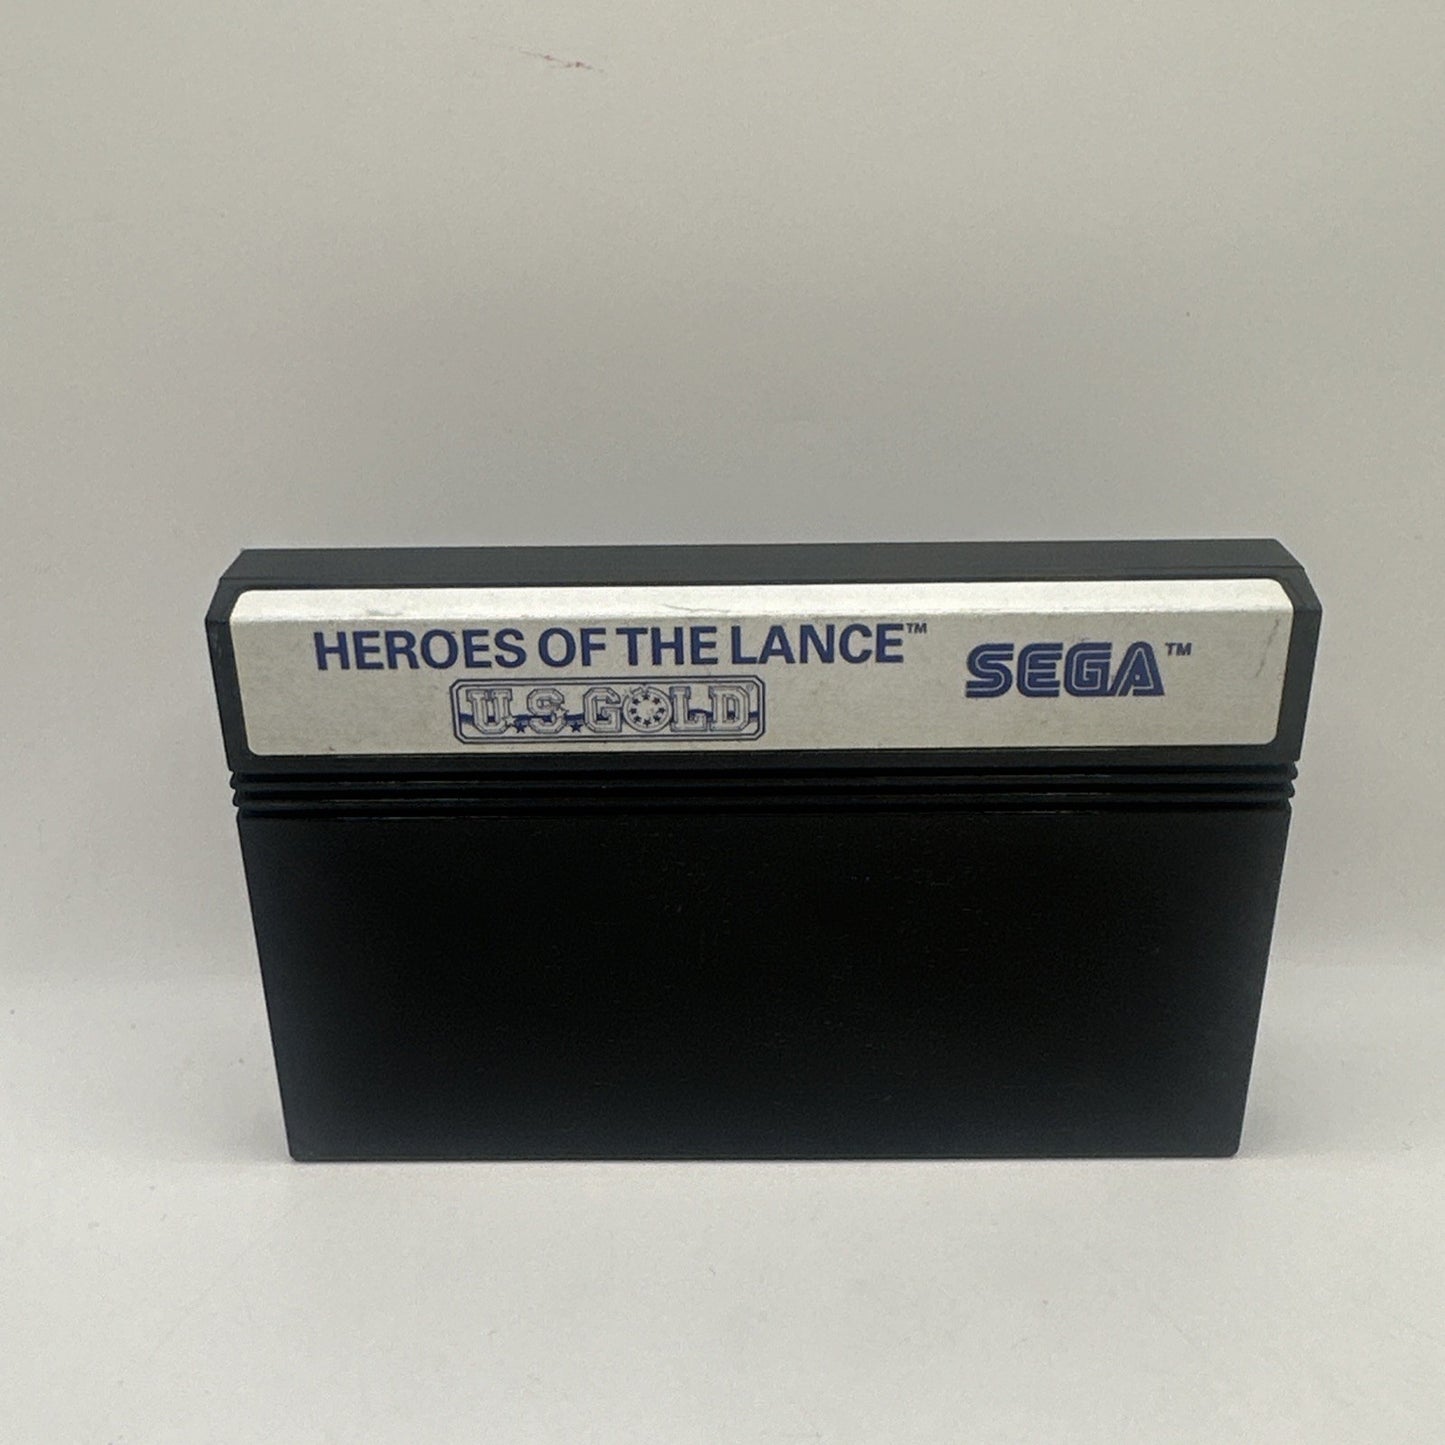 HEROES OF THE LANCE™
SEGA™
U.S. GOLD®